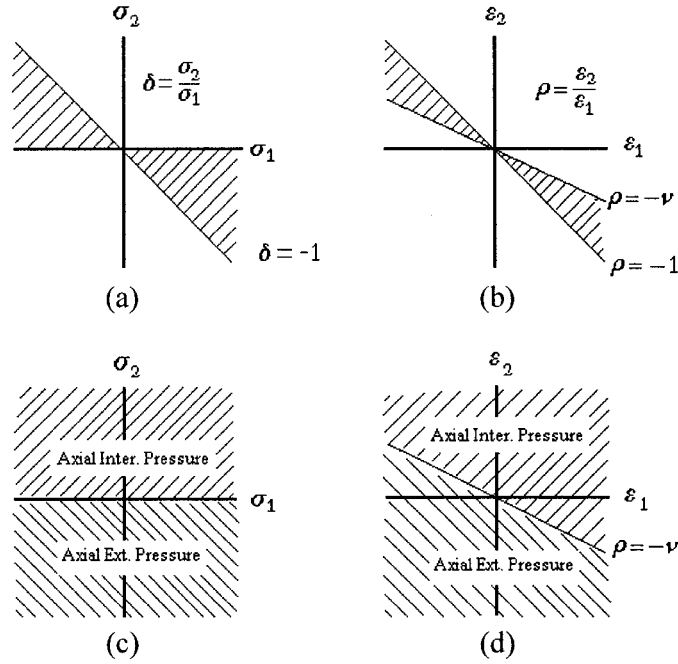 σ₂
δ = σ₂/σ₁
σ₁
δ = -1
(a)
ε₂
ρ = ε₂/ε₁
ε₁
ρ = -ν
ρ = -1
(b)
σ₂
Axial Inter. Pressure
σ₁
Axial Ext. Pressure
(c)
ε₂
Axial Inter. Pressure
ε₁
ρ = -ν
Axial Ext. Pressure
(d)